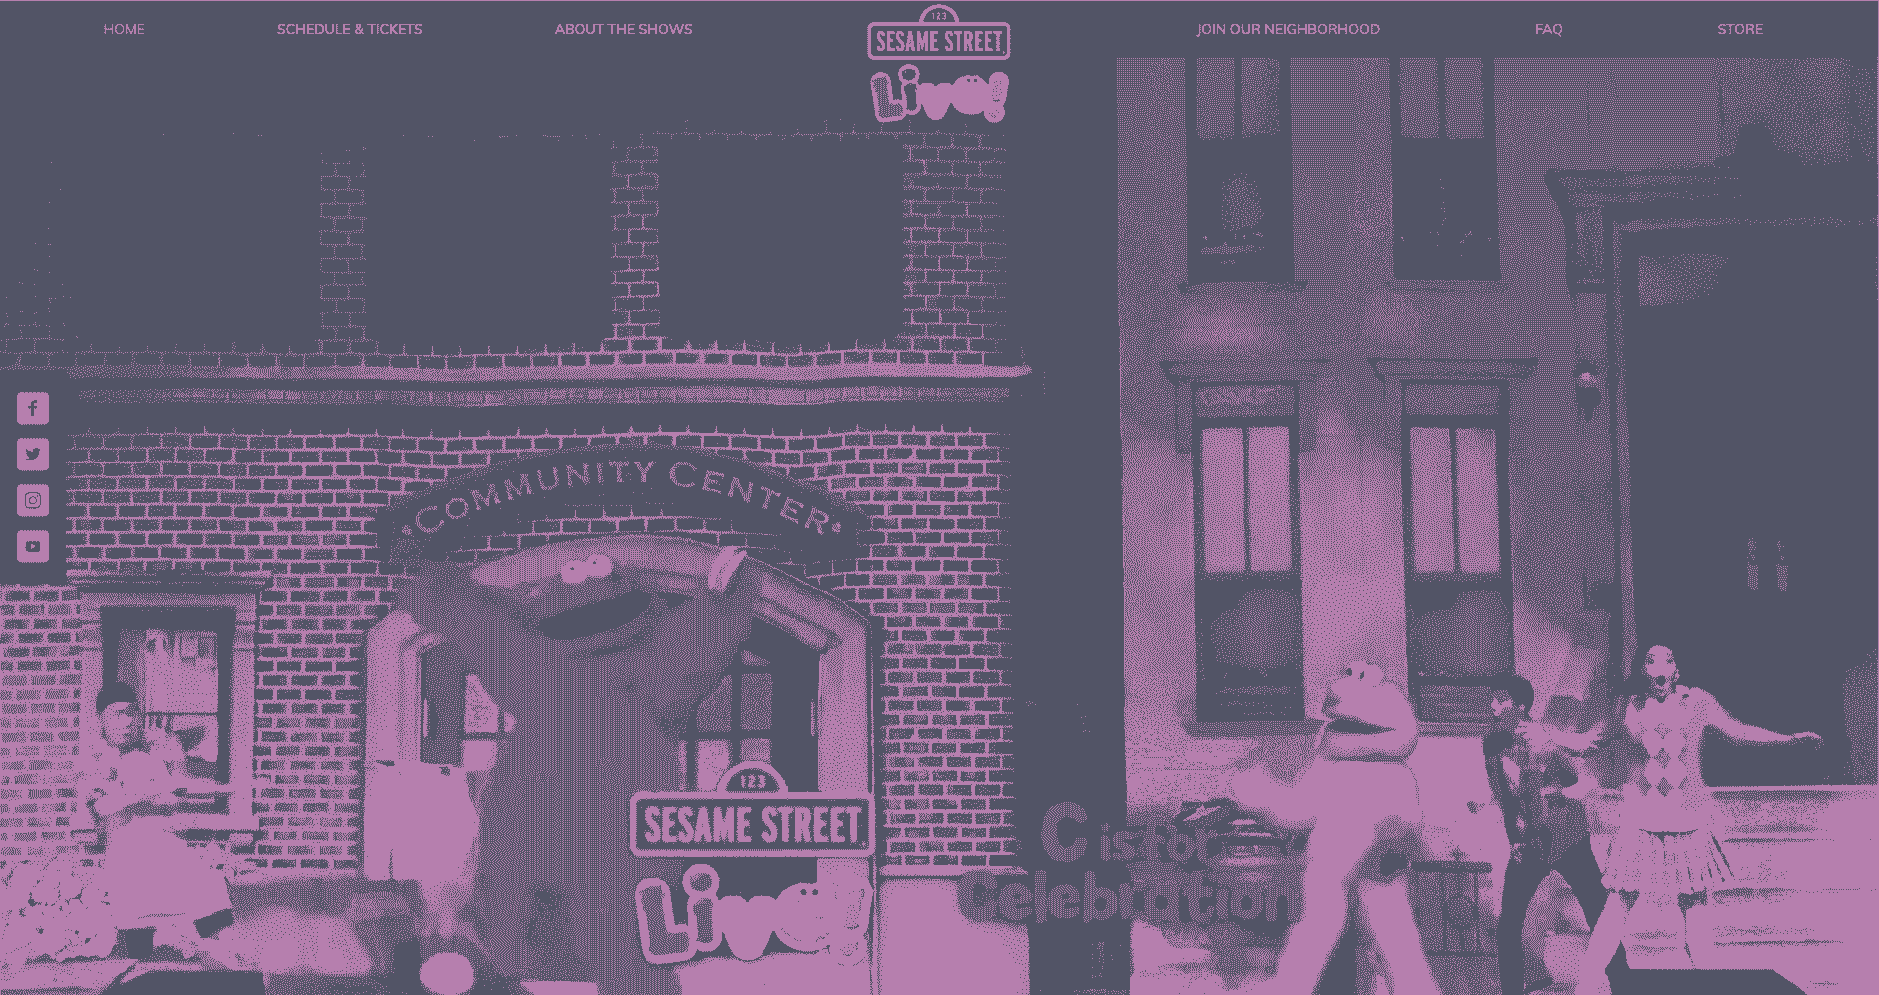 HOME
SCHEDULE & TICKETS
ABOUT THE SHOWS
123
SESAME STREET
Live!
JOIN OUR NEIGHBORHOOD
FAQ
STORE
COMMUNITY CENTER
123
SESAME STREET
Live!
C is for
Celebration